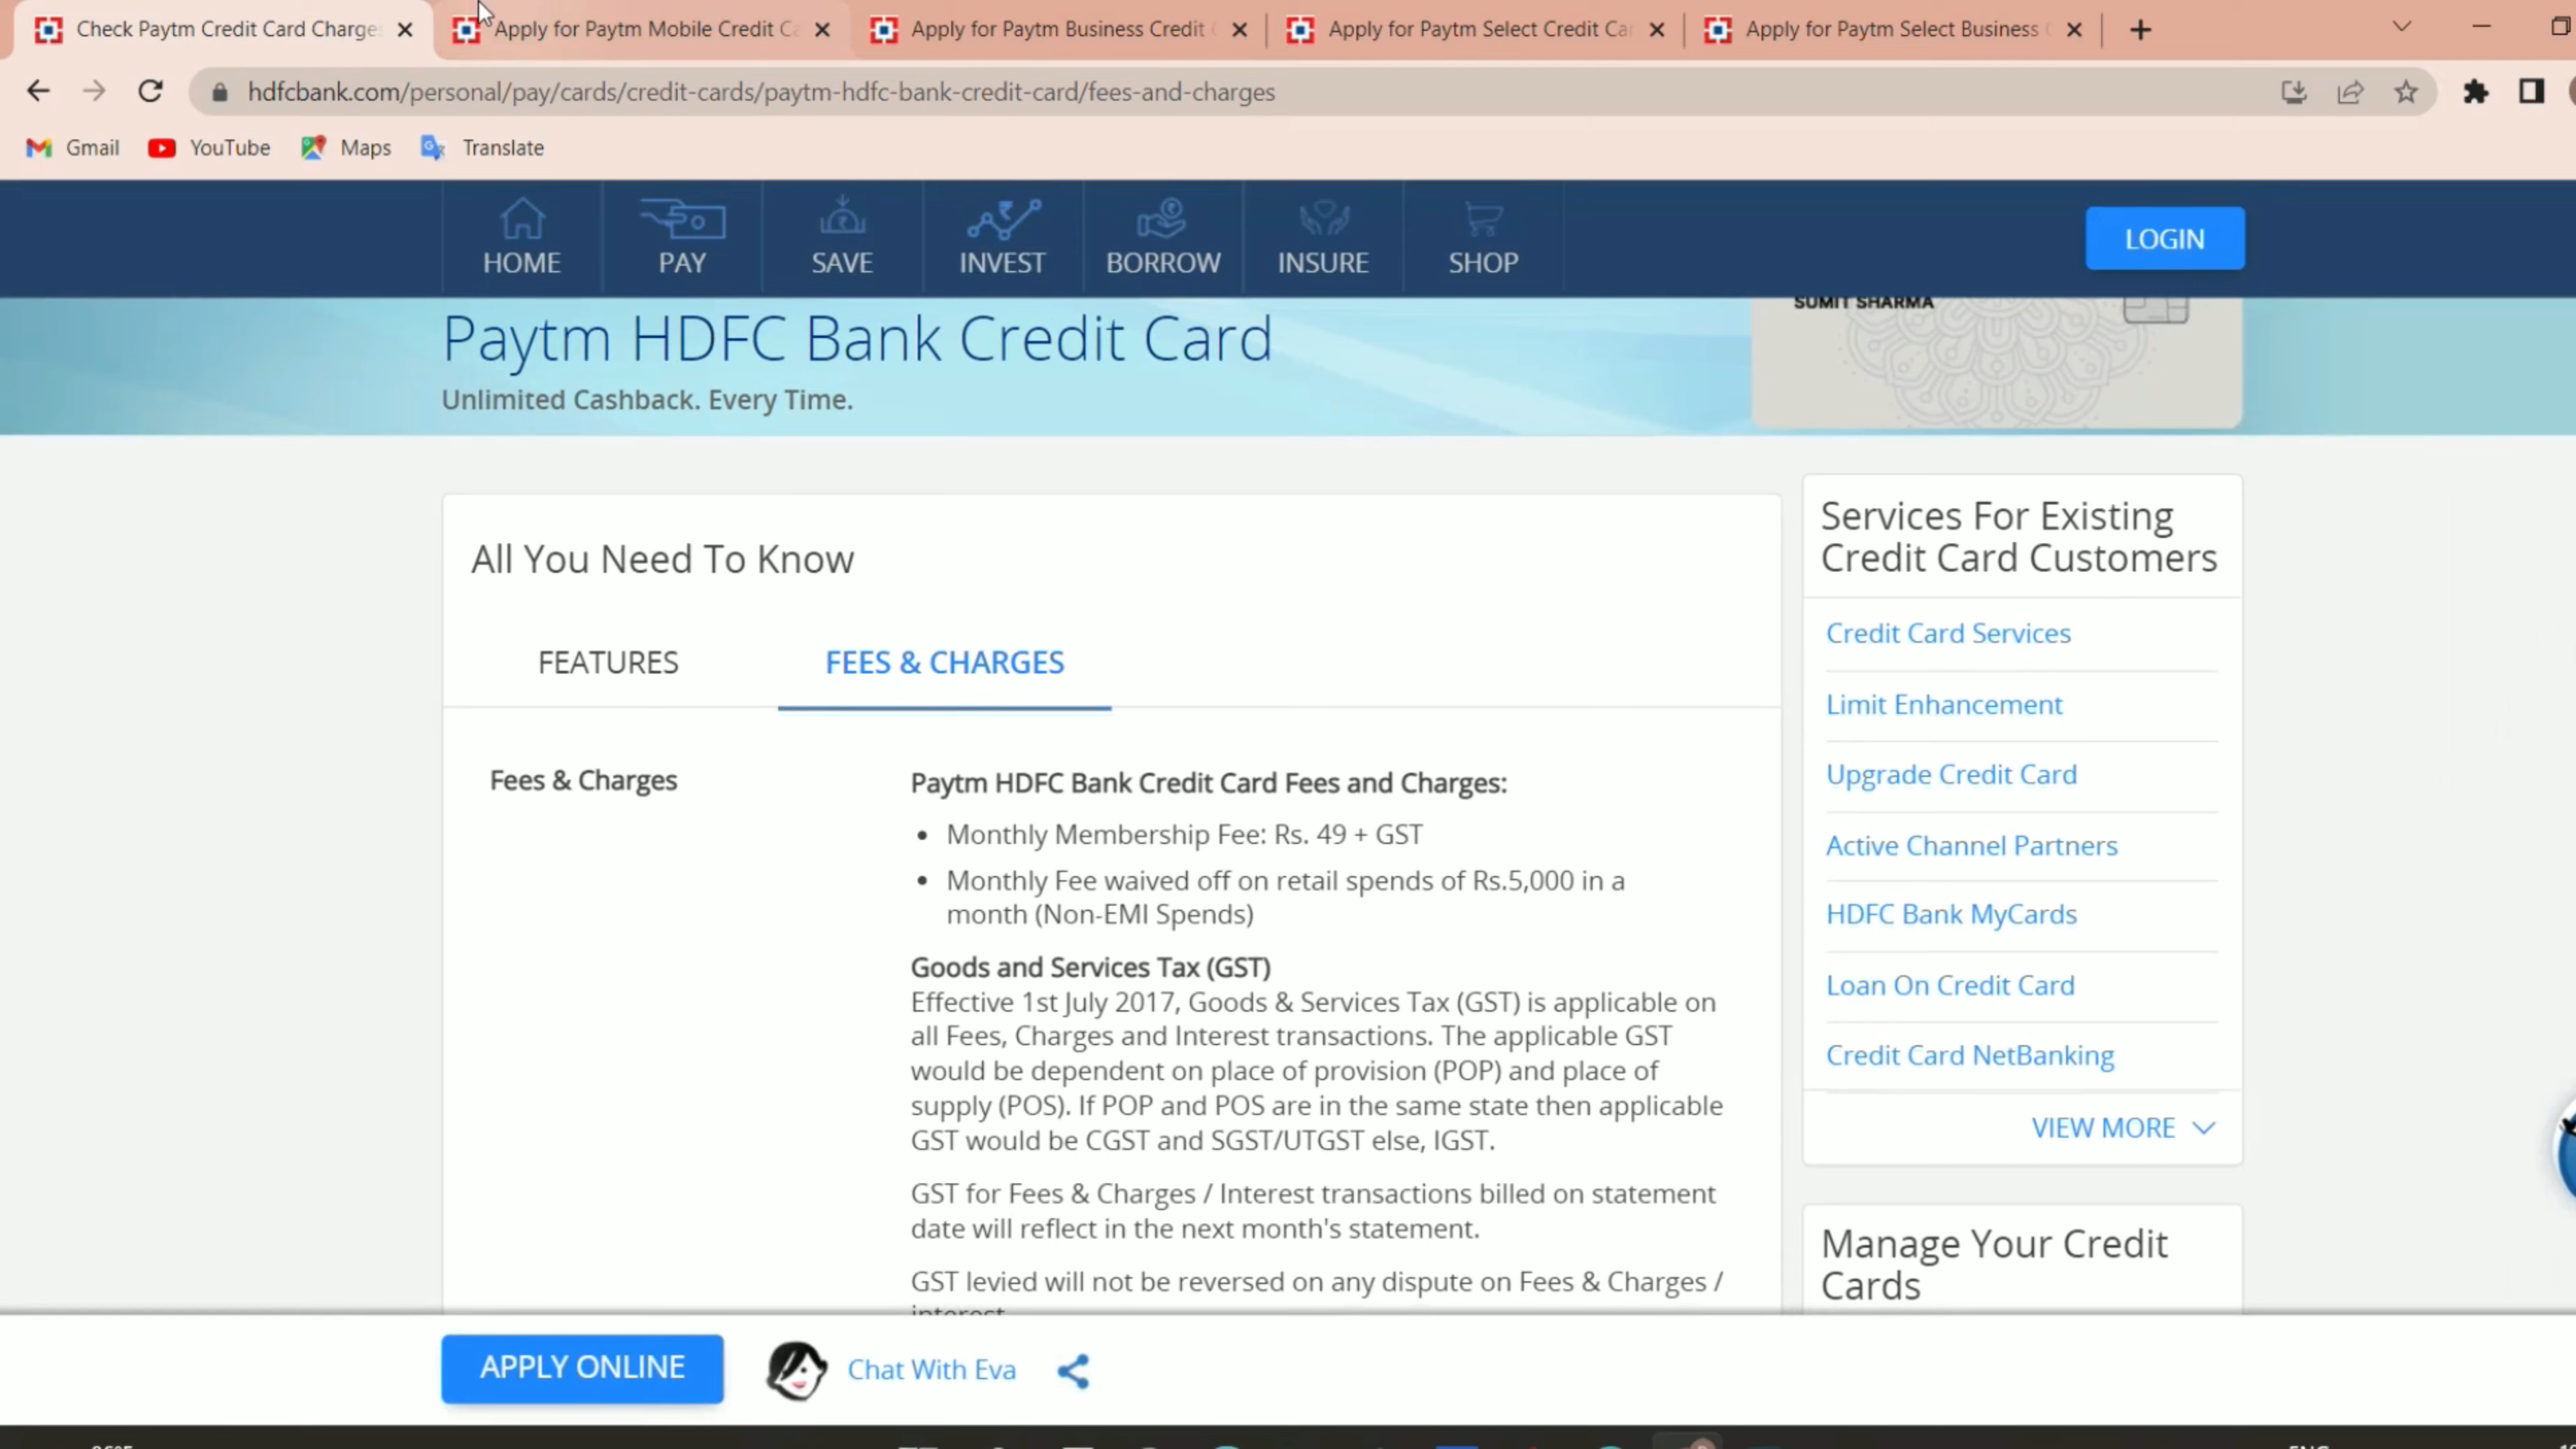 Check Paytm Credit Card Charge
Apply for Paytm Mobile Credit Ca
Apply for Paytm Business Credit
Apply for Paytm Select Credit Car
Apply for Paytm Select Business
hdfcbank.com/personal/pay/cards/credit-cards/paytm-hdfc-bank-credit-card/fees-and-charges
Gmail
YouTube
Maps
Translate
HOME
PAY
SAVE
INVEST
BORROW
INSURE
SHOP
LOGIN
SUMIT SHARMA
Paytm HDFC Bank Credit Card
Unlimited Cashback. Every Time.
All You Need To Know
FEATURES
FEES & CHARGES
Fees & Charges
Paytm HDFC Bank Credit Card Fees and Charges:
• Monthly Membership Fee: Rs. 49 + GST
• Monthly Fee waived off on retail spends of Rs.5,000 in a
month (Non-EMI Spends)
Goods and Services Tax (GST)
Effective 1st July 2017, Goods & Services Tax (GST) is applicable on
all Fees, Charges and Interest transactions. The applicable GST
would be dependent on place of provision (POP) and place of
supply (POS). If POP and POS are in the same state then applicable
GST would be CGST and SGST/UTGST else, IGST.
GST for Fees & Charges / Interest transactions billed on statement
date will reflect in the next month's statement.
GST levied will not be reversed on any dispute on Fees & Charges /
interest
Services For Existing
Credit Card Customers
Credit Card Services
Limit Enhancement
Upgrade Credit Card
Active Channel Partners
HDFC Bank MyCards
Loan On Credit Card
Credit Card NetBanking
VIEW MORE
Manage Your Credit
Cards
APPLY ONLINE
Chat With Eva